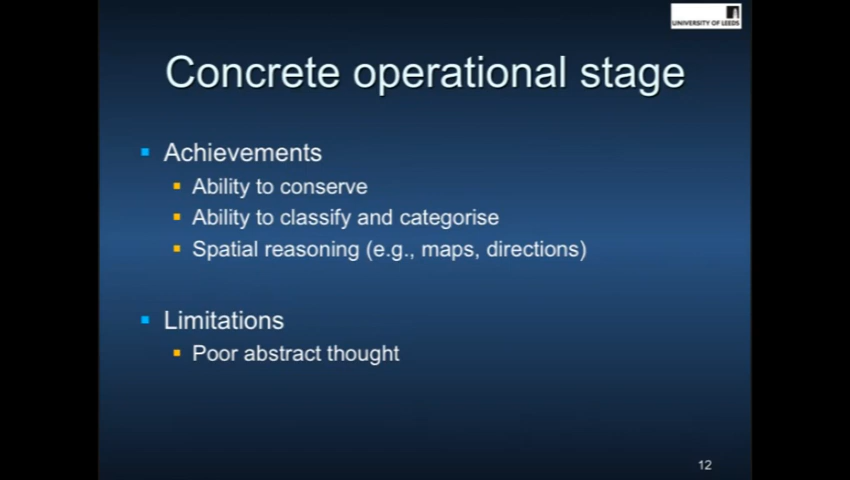 UNIVERSITY OF LEEDS
Concrete operational stage
Achievements
Ability to conserve
Ability to classify and categorise
Spatial reasoning (e.g., maps, directions)
Limitations
Poor abstract thought
12